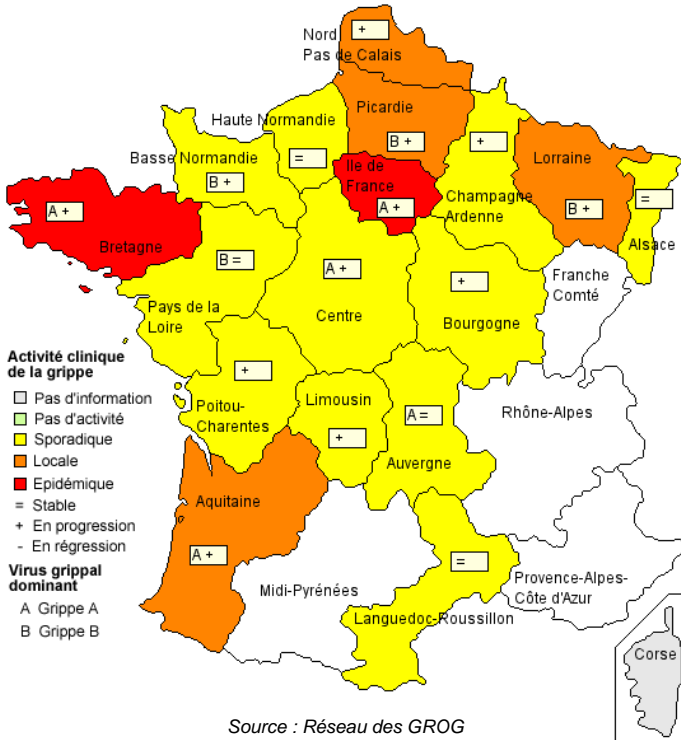 Nord
Pas de Calais
+
Picardie
B +
Haute Normandie
=
Basse Normandie
B +
Ile de
France
A +
+
Champagne
Ardenne
Lorraine
B +
=
Alsace
A +
Bretagne
B =
Pays de la
Loire
A +
Centre
+
Bourgogne
Franche
Comté
+
Poitou-
Charentes
Limousin
+
A =
Auvergne
Rhône-Alpes
Aquitaine
A +
Midi-Pyrénées
=
Languedoc-Roussillon
Provence-Alpes-
Côte d'Azur
Corse
Activité clinique
de la grippe
Pas d'information
Pas d'activité
Sporadique
Locale
Epidémique
= Stable
+ En progression
- En régression
Virus grippal
dominant
A Grippe A
B Grippe B
Source : Réseau des GROG